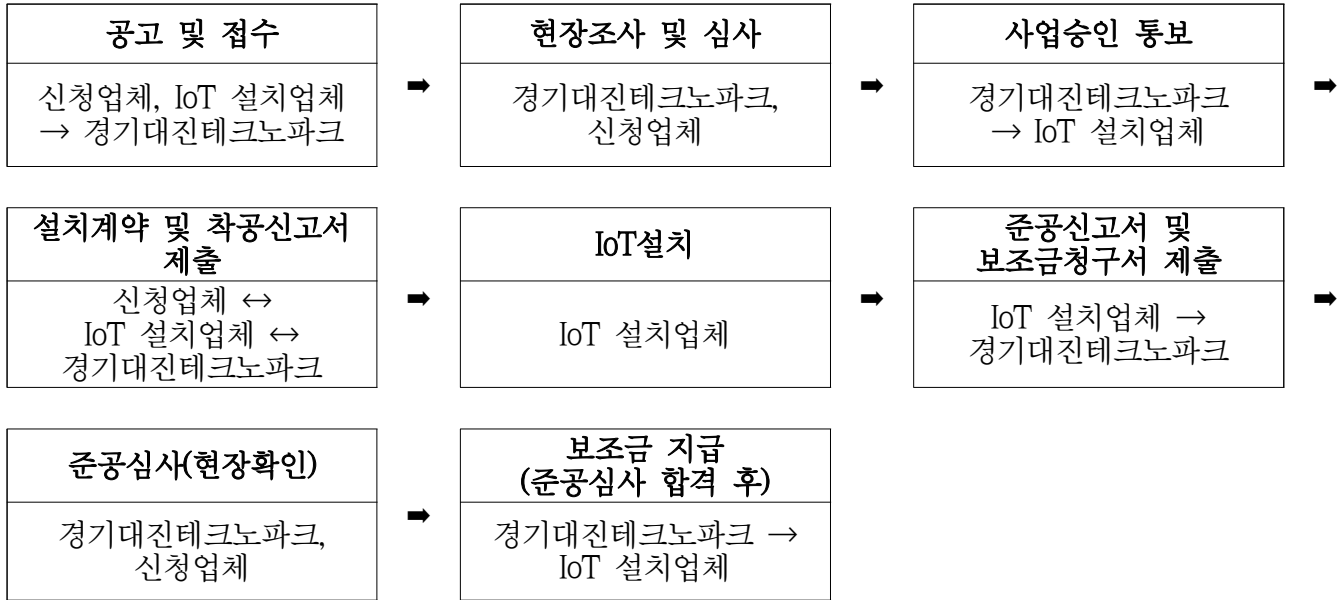 공고 및 접수
신청업체, IoT 설치업체
→ 경기대진테크노파크
➡
현장조사 및 심사
경기대진테크노파크,
신청업체
➡
사업승인 통보
경기대진테크노파크
→ IoT 설치업체
➡
설치계약 및 착공신고서
제출
신청업체 ↔
IoT 설치업체 ↔
경기대진테크노파크
➡
IoT설치
IoT 설치업체
➡
준공신고서 및
보조금청구서 제출
IoT 설치업체 →
경기대진테크노파크
➡
준공심사(현장확인)
경기대진테크노파크,
신청업체
➡
보조금 지급
(준공심사 합격 후)
경기대진테크노파크 →
IoT 설치업체